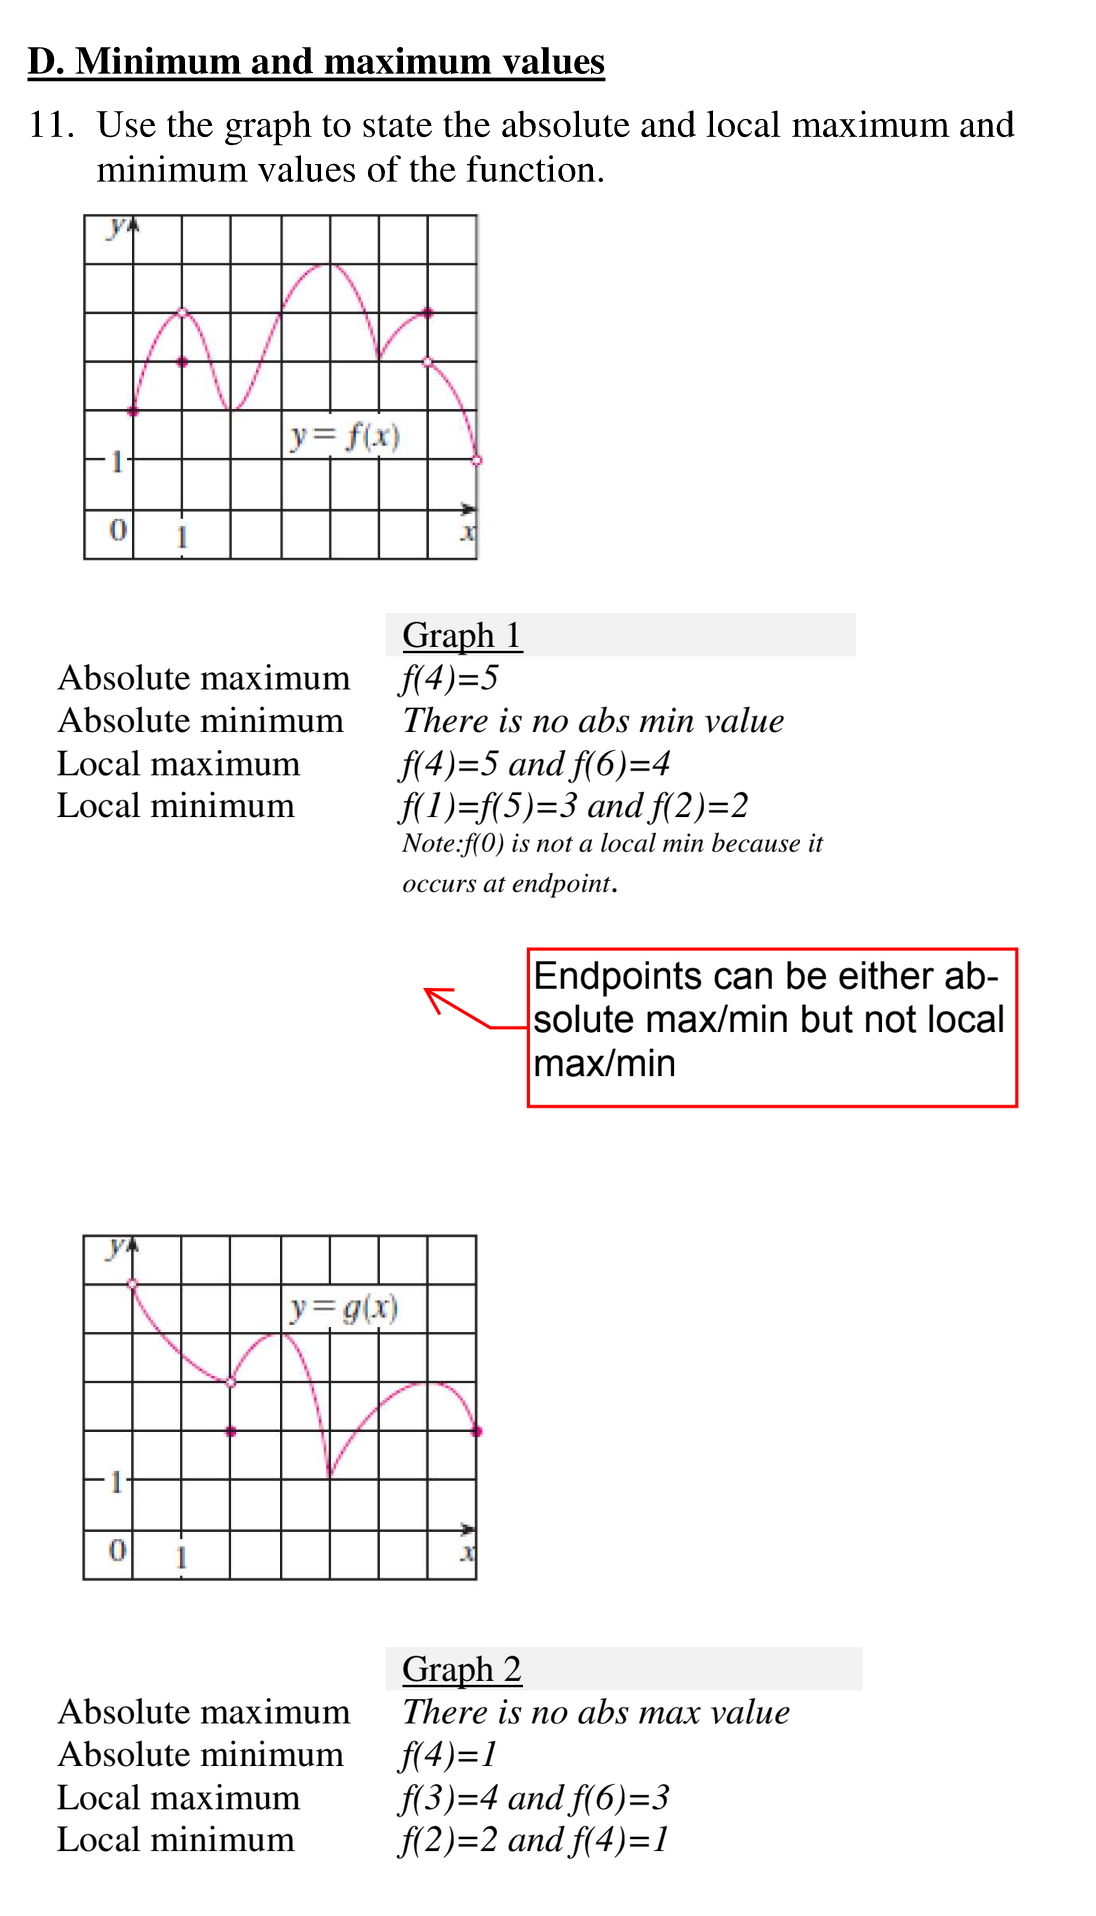 D. Minimum and maximum values
11. Use the graph to state the absolute and local maximum and
minimum values of the function.
y
y = f(x)
1
0 1 x
Graph 1
Absolute maximum f(4)=5
Absolute minimum There is no abs min value
Local maximum f(4)=5 and f(6)=4
Local minimum f(1)=f(5)=3 and f(2)=2
Note:f(0) is not a local min because it
occurs at endpoint.
Endpoints can be either ab-
solute max/min but not local
max/min
y
y = g(x)
1
0 1 x
Graph 2
Absolute maximum There is no abs max value
Absolute minimum f(4)=1
Local maximum f(3)=4 and f(6)=3
Local minimum f(2)=2 and f(4)=1